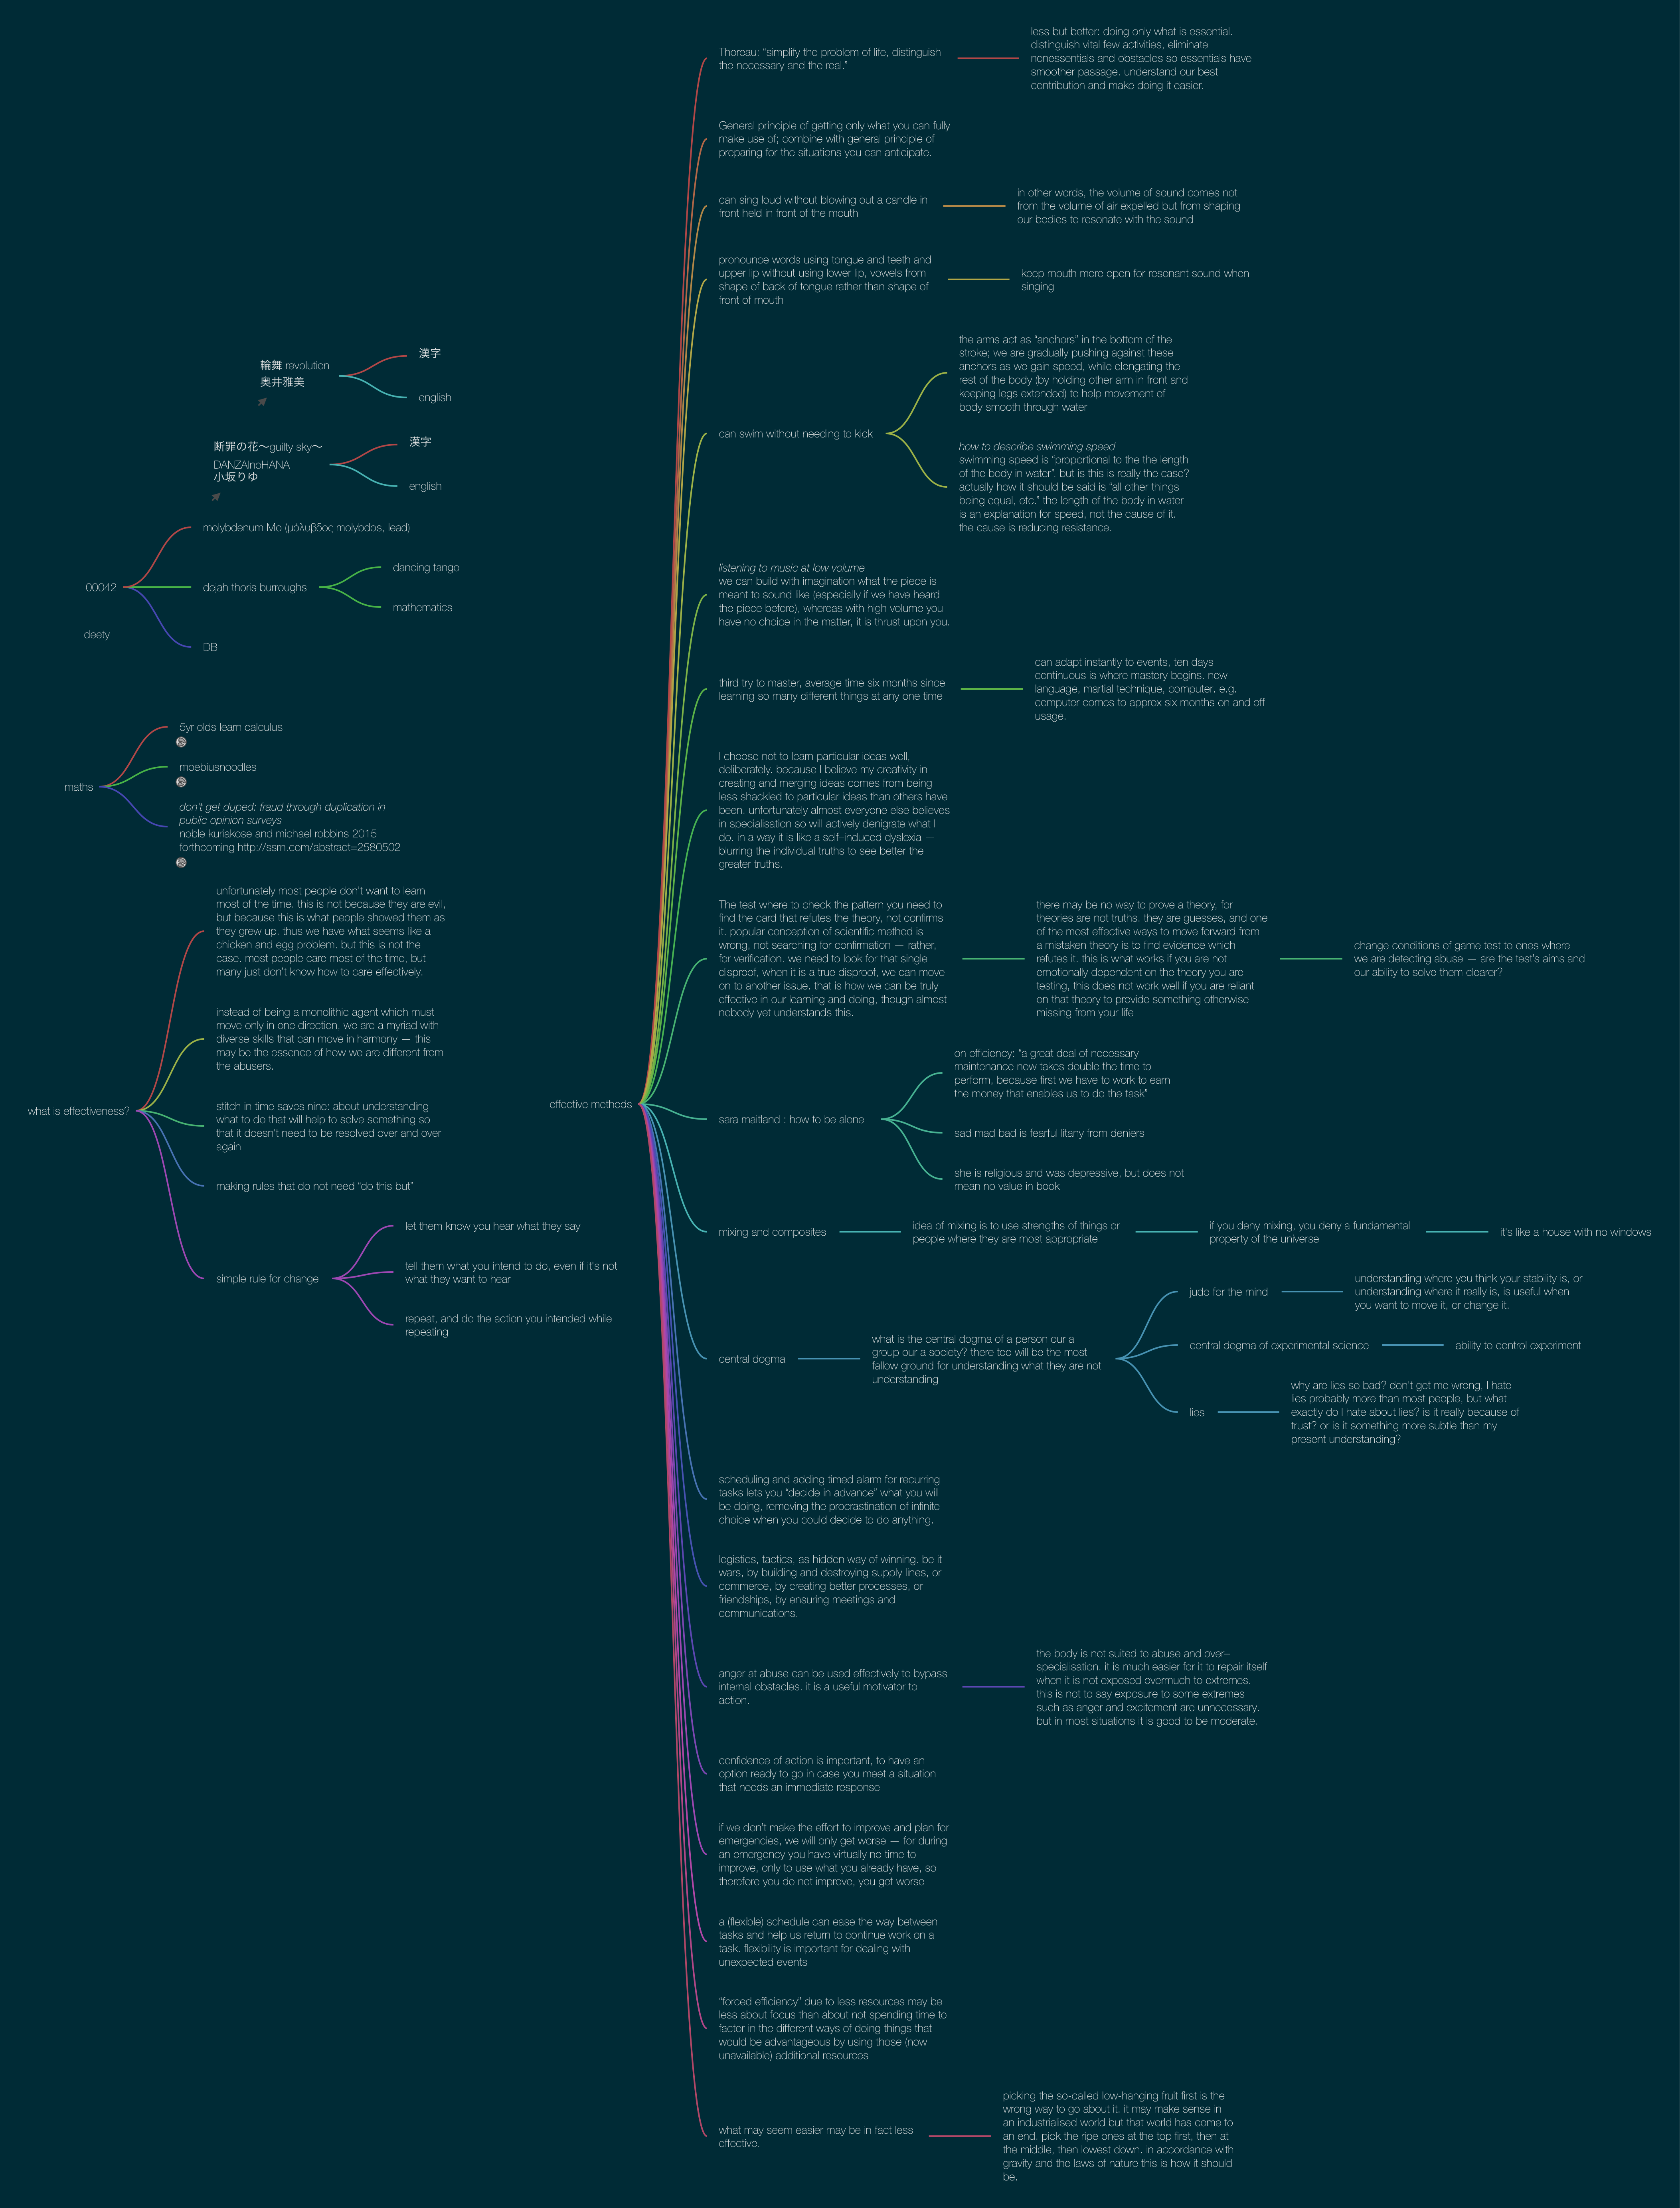 輪舞 revolution
奥井雅美
漢字
english
断罪の花～guilty sky～
DANZAInoHANA
小坂りゆ
漢字
english
00042
molybdenum Mo (μόλυβδος molybdos, lead)
dejah thoris burroughs
dancing tango
mathematics
DB
deety
maths
5yr olds learn calculus
moebiusnoodles
don't get duped: fraud through duplication in
public opinion surveys
noble kuriakose and michael robbins 2015
forthcoming http://ssrn.com/abstract=2580502
what is effectiveness?
unfortunately most people don't want to learn
most of the time. this is not because they are evil,
but because this is what people showed them as
they grew up. thus we have what seems like a
chicken and egg problem. but this is not the
case. most people care most of the time, but
many just don't know how to care effectively.
instead of being a monolithic agent which must
move only in one direction, we are a myriad with
diverse skills that can move in harmony — this
may be the essence of how we are different from
the abusers.
stitch in time saves nine: about understanding
what to do that will help to solve something so
that it doesn't need to be resolved over and over
again
making rules that do not need “do this but”
simple rule for change
let them know you hear what they say
tell them what you intend to do, even if it's not
what they want to hear
repeat, and do the action you intended while
repeating
effective methods
Thoreau: “simplify the problem of life, distinguish
the necessary and the real.”
less but better: doing only what is essential.
distinguish vital few activities, eliminate
nonessentials and obstacles so essentials have
smoother passage. understand our best
contribution and make doing it easier.
General principle of getting only what you can fully
make use of; combine with general principle of
preparing for the situations you can anticipate.
can sing loud without blowing out a candle in
front held in front of the mouth
in other words, the volume of sound comes not
from the volume of air expelled but from shaping
our bodies to resonate with the sound
pronounce words using tongue and teeth and
upper lip without using lower lip, vowels from
shape of back of tongue rather than shape of
front of mouth
keep mouth more open for resonant sound when
singing
can swim without needing to kick
the arms act as “anchors” in the bottom of the
stroke; we are gradually pushing against these
anchors as we gain speed, while elongating the
rest of the body (by holding other arm in front and
keeping legs extended) to help movement of
body smooth through water
how to describe swimming speed
swimming speed is “proportional to the the length
of the body in water”. but is this is really the case?
actually how it should be said is “all other things
being equal, etc.” the length of the body in water
is an explanation for speed, not the cause of it.
the cause is reducing resistance.
listening to music at low volume
we can build with imagination what the piece is
meant to sound like (especially if we have heard
the piece before), whereas with high volume you
have no choice in the matter, it is thrust upon you.
third try to master, average time six months since
learning so many different things at any one time
can adapt instantly to events, ten days
continuous is where mastery begins. new
language, martial technique, computer. e.g.
computer comes to approx six months on and off
usage.
I choose not to learn particular ideas well,
deliberately. because I believe my creativity in
creating and merging ideas comes from being
less shackled to particular ideas than others have
been. unfortunately almost everyone else believes
in specialisation so will actively denigrate what I
do. in a way it is like a self–induced dyslexia —
blurring the individual truths to see better the
greater truths.
The test where to check the pattern you need to
find the card that refutes the theory, not confirms
it. popular conception of scientific method is
wrong, not searching for confirmation — rather,
for verification. we need to look for that single
disproof, when it is a true disproof, we can move
on to another issue. that is how we can be truly
effective in our learning and doing, though almost
nobody yet understands this.
there may be no way to prove a theory, for
theories are not truths. they are guesses, and one
of the most effective ways to move forward from
a mistaken theory is to find evidence which
refutes it. this is what works if you are not
emotionally dependent on the theory you are
testing, this does not work well if you are reliant
on that theory to provide something otherwise
missing from your life
change conditions of game test to ones where
we are detecting abuse — are the test's aims and
our ability to solve them clearer?
sara maitland : how to be alone
on efficiency: “a great deal of necessary
maintenance now takes double the time to
perform, because first we have to work to earn
the money that enables us to do the task”
sad mad bad is fearful litany from deniers
she is religious and was depressive, but does not
mean no value in book
mixing and composites
idea of mixing is to use strengths of things or
people where they are most appropriate
if you deny mixing, you deny a fundamental
property of the universe
it's like a house with no windows
central dogma
what is the central dogma of a person our a
group our a society? there too will be the most
fallow ground for understanding what they are not
understanding
judo for the mind
understanding where you think your stability is, or
understanding where it really is, is useful when
you want to move it, or change it.
central dogma of experimental science
ability to control experiment
lies
why are lies so bad? don't get me wrong, I hate
lies probably more than most people, but what
exactly do I hate about lies? is it really because of
trust? or is it something more subtle than my
present understanding?
scheduling and adding timed alarm for recurring
tasks lets you “decide in advance” what you will
be doing, removing the procrastination of infinite
choice when you could decide to do anything.
logistics, tactics, as hidden way of winning. be it
wars, by building and destroying supply lines, or
commerce, by creating better processes, or
friendships, by ensuring meetings and
communications.
anger at abuse can be used effectively to bypass
internal obstacles. it is a useful motivator to
action.
the body is not suited to abuse and over–
specialisation. it is much easier for it to repair itself
when it is not exposed overmuch to extremes.
this is not to say exposure to some extremes
such as anger and excitement are unnecessary.
but in most situations it is good to be moderate.
confidence of action is important, to have an
option ready to go in case you meet a situation
that needs an immediate response
if we don't make the effort to improve and plan for
emergencies, we will only get worse — for during
an emergency you have virtually no time to
improve, only to use what you already have, so
therefore you do not improve, you get worse
a (flexible) schedule can ease the way between
tasks and help us return to continue work on a
task. flexibility is important for dealing with
unexpected events
“forced efficiency” due to less resources may be
less about focus than about not spending time to
factor in the different ways of doing things that
would be advantageous by using those (now
unavailable) additional resources
what may seem easier may be in fact less
effective.
picking the so-called low-hanging fruit first is the
wrong way to go about it. it may make sense in
an industrialised world but that world has come to
an end. pick the ripe ones at the top first, then at
the middle, then lowest down. in accordance with
gravity and the laws of nature this is how it should
be.